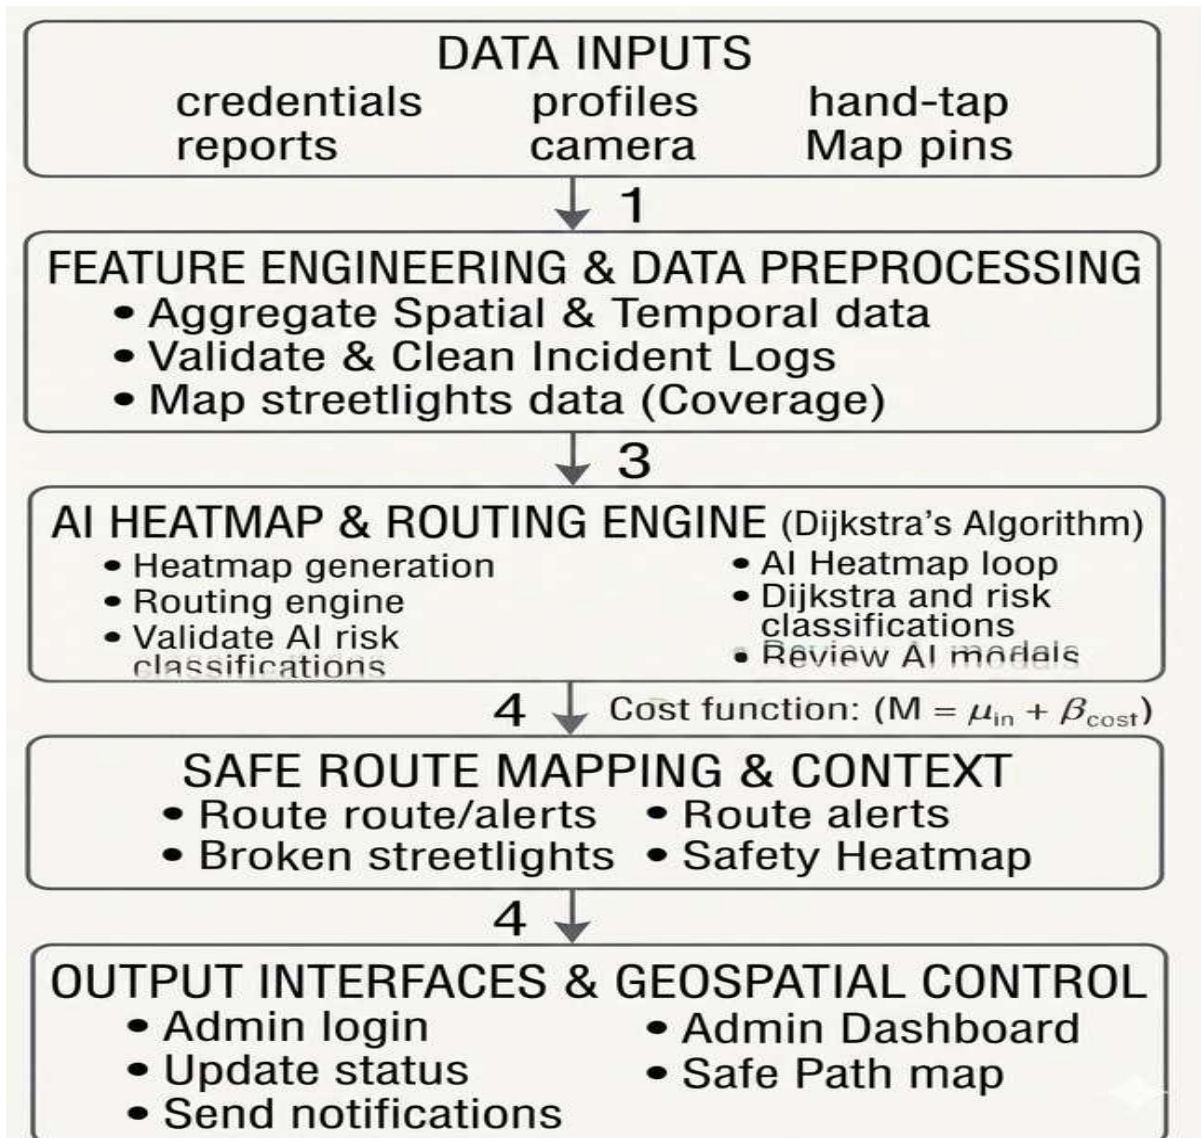 DATA INPUTS
credentials profiles hand-tap
reports camera Map pins
1
FEATURE ENGINEERING & DATA PREPROCESSING
• Aggregate Spatial & Temporal data
• Validate & Clean Incident Logs
• Map streetlights data (Coverage)
3
AI HEATMAP & ROUTING ENGINE (Dijkstra's Algorithm)
• Heatmap generation
• Routing engine
• Validate AI risk
classifications
• AI Heatmap loop
• Dijkstra and risk
classifications
• Review AI models
4 Cost function: (M = μin + βcost)
SAFE ROUTE MAPPING & CONTEXT
• Route route/alerts
• Broken streetlights
• Route alerts
• Safety Heatmap
4
OUTPUT INTERFACES & GEOSPATIAL CONTROL
• Admin login
• Update status
• Send notifications
• Admin Dashboard
• Safe Path map